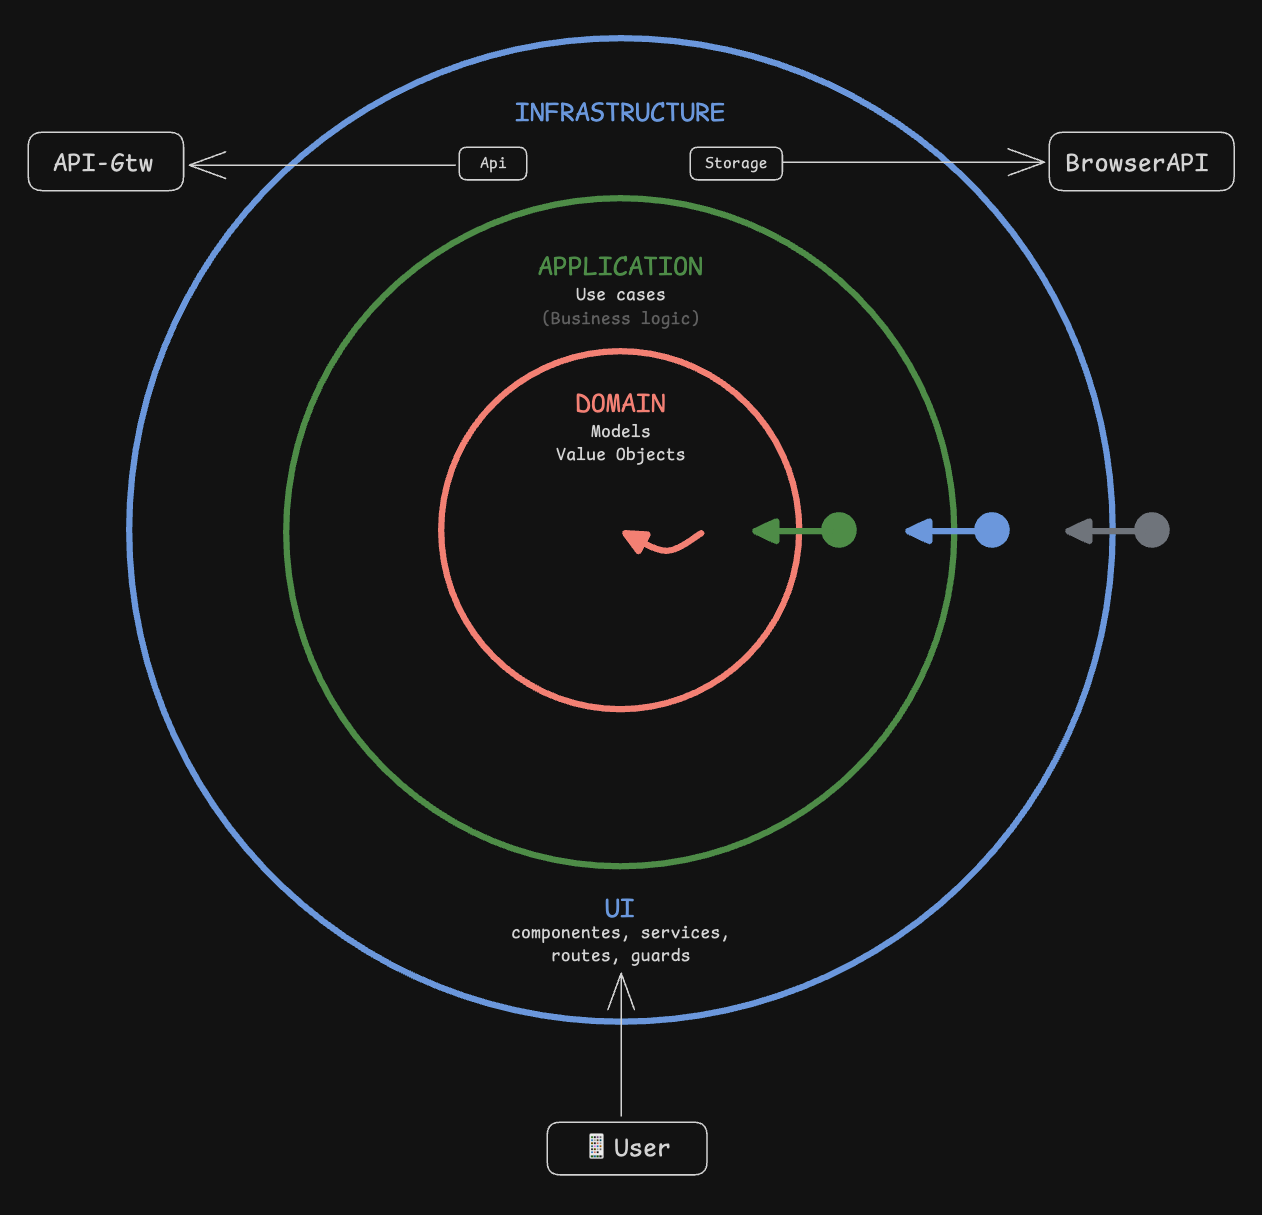 INFRASTRUCTURE
API-Gtw
Api
Storage
BrowserAPI
APPLICATION
Use cases
(Business logic)
DOMAIN
Models
Value Objects
UI
componentes, services,
routes, guards
User